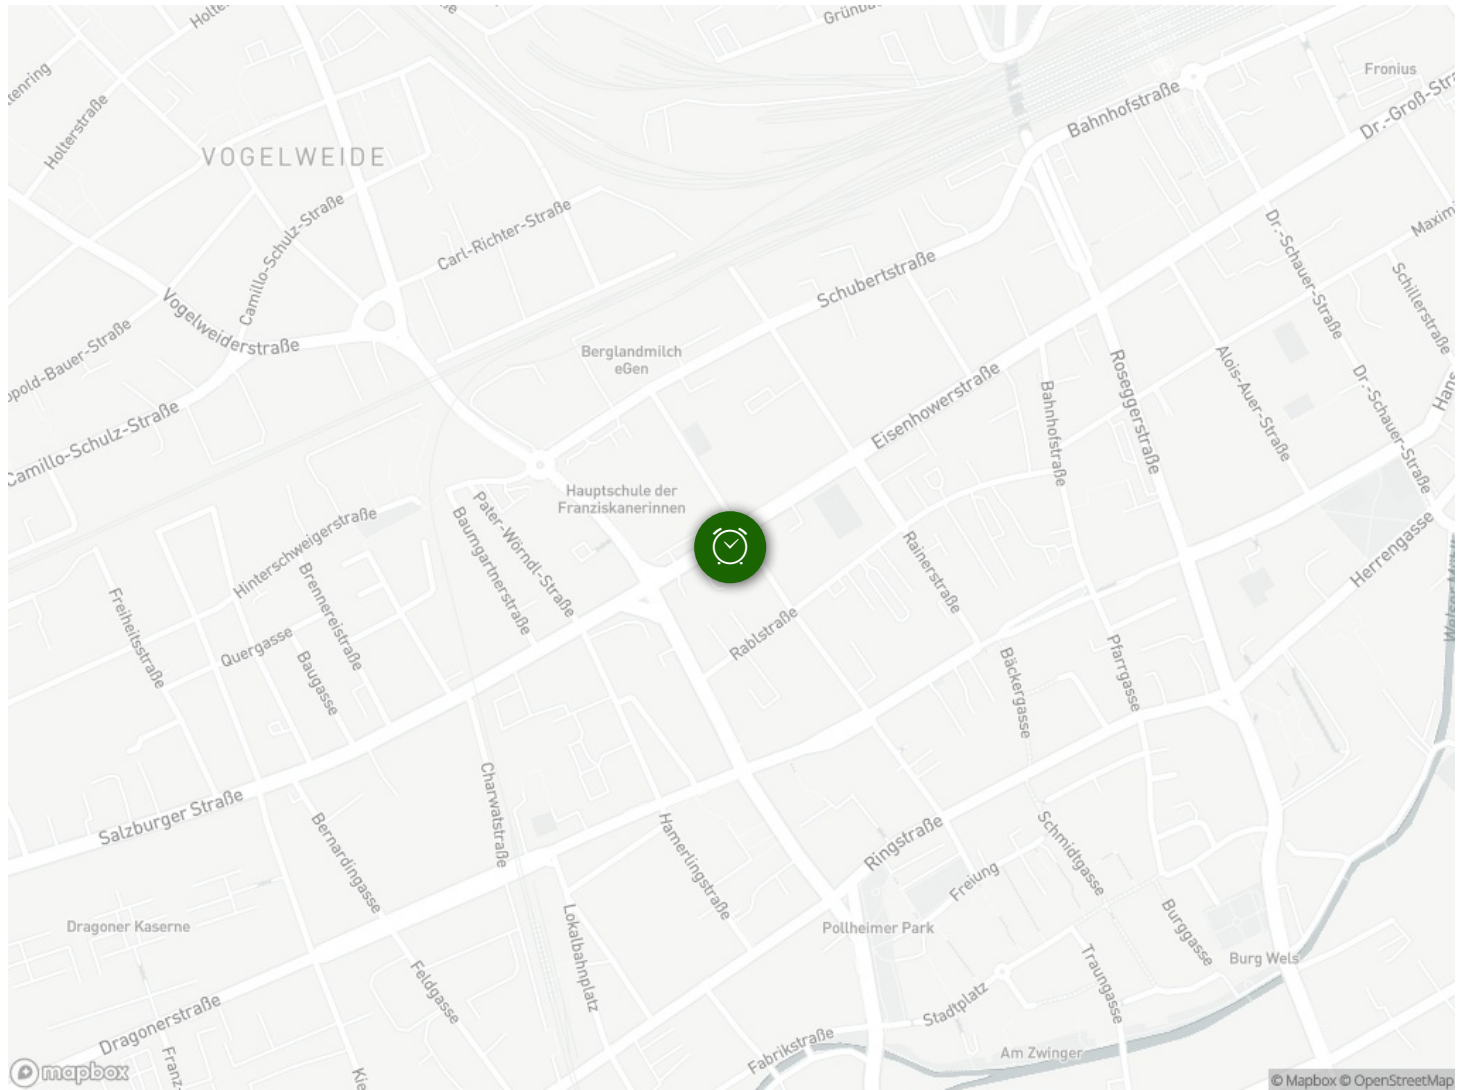 Fronius
Bahnhofstraße
Holterstraße
VOGELWEIDE
Camillo-Schulz-Straße
Carl-Richter-Straße
Dr.-Schauer-Straße
Schillerstraße
Schubertstraße
Vogelweiderstraße
Berglandmilch
eGen
Eisenhowerstraße
Roseggerstraße
Alois-Auer-Straße
Dr.-Schauer-Straße
Bahnhofstraße
Camillo-Schulz-Straße
Hauptschule der
Franziskanerinnen
Pater-Wörndl-Straße
Baumgartnerstraße
Hinterschweigerstraße
Brennereistraße
Freiheitsstraße
Quergasse
Baugasse
Rainerstraße
Rablstraße
Herrengasse
Pfarrgasse
Bäckergasse
Salzburger Straße
Charwatstraße
Bernardingasse
Hamerlingstraße
Ringstraße
Schmidtgasse
Freiung
Dragoner Kaserne
Lokalbahnplatz
Pollheimer Park
Burggasse
Burg Wels
Feldgasse
Traungasse
Stadtplatz
Dragonerstraße
Fabrikstraße
Am Zwinger
mapbox
© Mapbox © OpenStreetMap